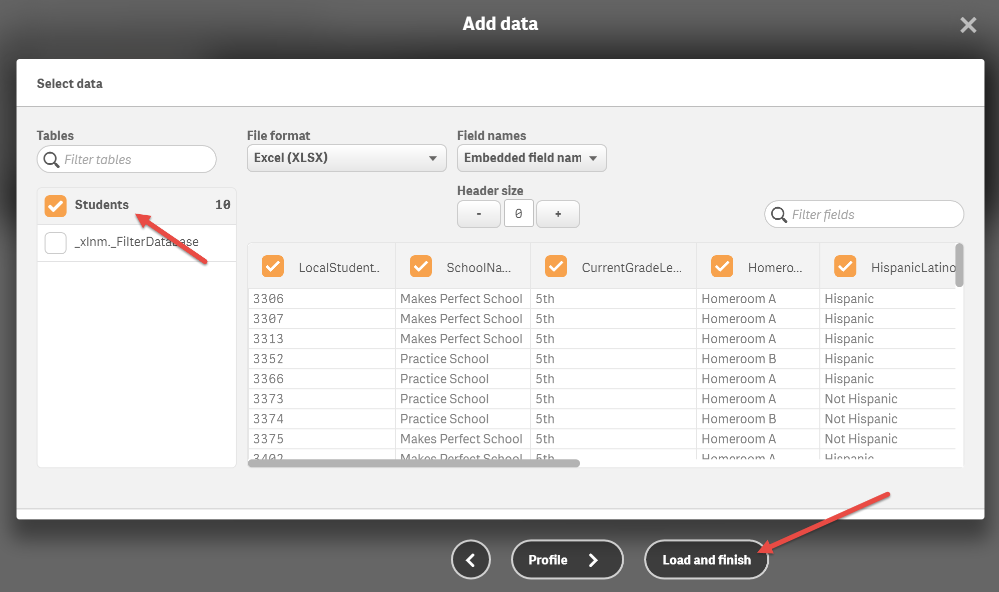 Add data
Select data
Tables
Filter tables
Students 10
_xlnm._FilterDatabase
File format
Excel (XLSX)
Field names
Embedded field nam
Header size
- 0 +
Filter fields
LocalStudent.. SchoolNa... CurrentGradeLe... Homero... HispanicLatino
3306 Makes Perfect School 5th Homeroom A Hispanic
3307 Makes Perfect School 5th Homeroom A Hispanic
3313 Makes Perfect School 5th Homeroom A Hispanic
3352 Practice School 5th Homeroom B Hispanic
3366 Practice School 5th Homeroom A Hispanic
3373 Practice School 5th Homeroom A Not Hispanic
3374 Practice School 5th Homeroom B Not Hispanic
3375 Makes Perfect School 5th Homeroom A Not Hispanic
3402 Makes Perfect School 5th Homeroom A Hispanic
Profile
Load and finish